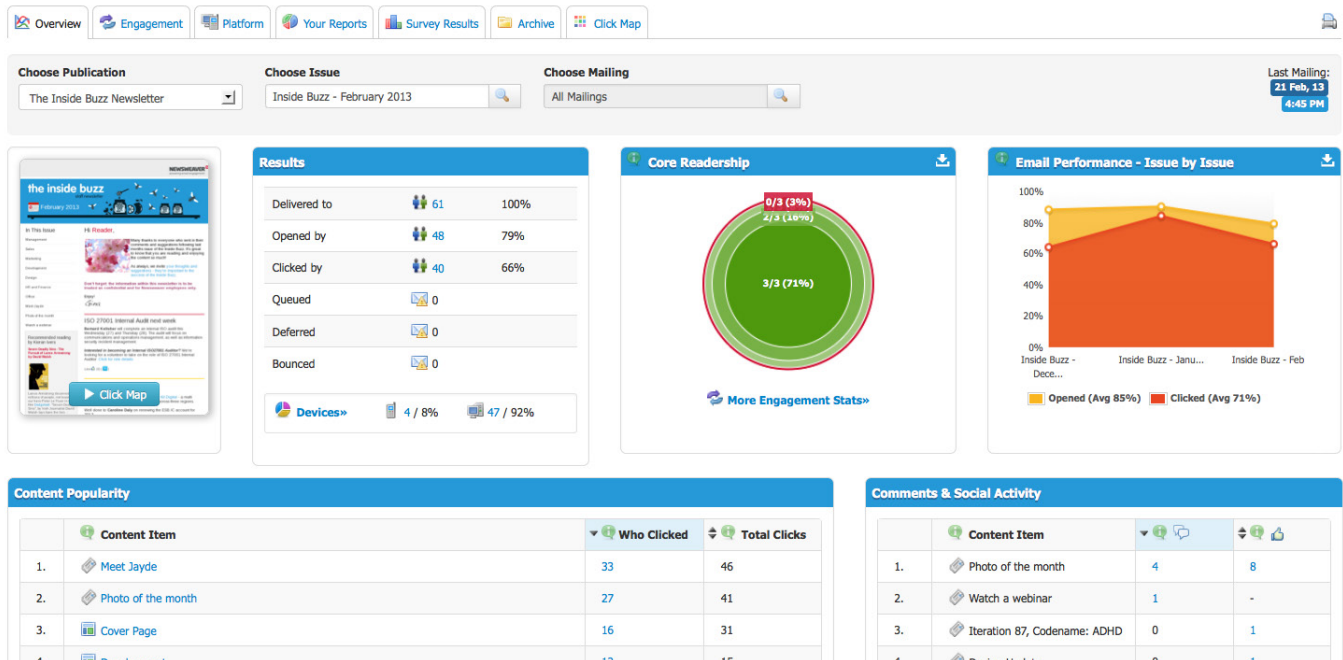 Overview Engagement Platform Your Reports Survey Results Archive Click Map
Choose Publication Choose Issue Choose Mailing
The Inside Buzz Newsletter Inside Buzz - February 2013 All Mailings
Last Mailing:
21 Feb, 13
4:45 PM
NEWSWEAVER
the inside buzz
February 2013
In This Issue
Hi Reader,
ISO 27001 Internal Audit next week
Click Map
Results
Delivered to 61 100%
Opened by 48 79%
Clicked by 40 66%
Queued 0
Deferred 0
Bounced 0
Devices» 4 / 8% 47 / 92%
Core Readership
0/3 (3%)
2/3 (16%)
3/3 (71%)
More Engagement Stats»
Email Performance - Issue by Issue
100%
80%
60%
40%
20%
0%
Inside Buzz - Dece... Inside Buzz - Janu... Inside Buzz - Feb
Opened (Avg 85%) Clicked (Avg 71%)
Content Popularity
Content Item Who Clicked Total Clicks
1. Meet Jayde 33 46
2. Photo of the month 27 41
3. Cover Page 16 31
Comments & Social Activity
Content Item
1. Photo of the month 4 8
2. Watch a webinar 1 -
3. Iteration 87, Codename: ADHD 0 1